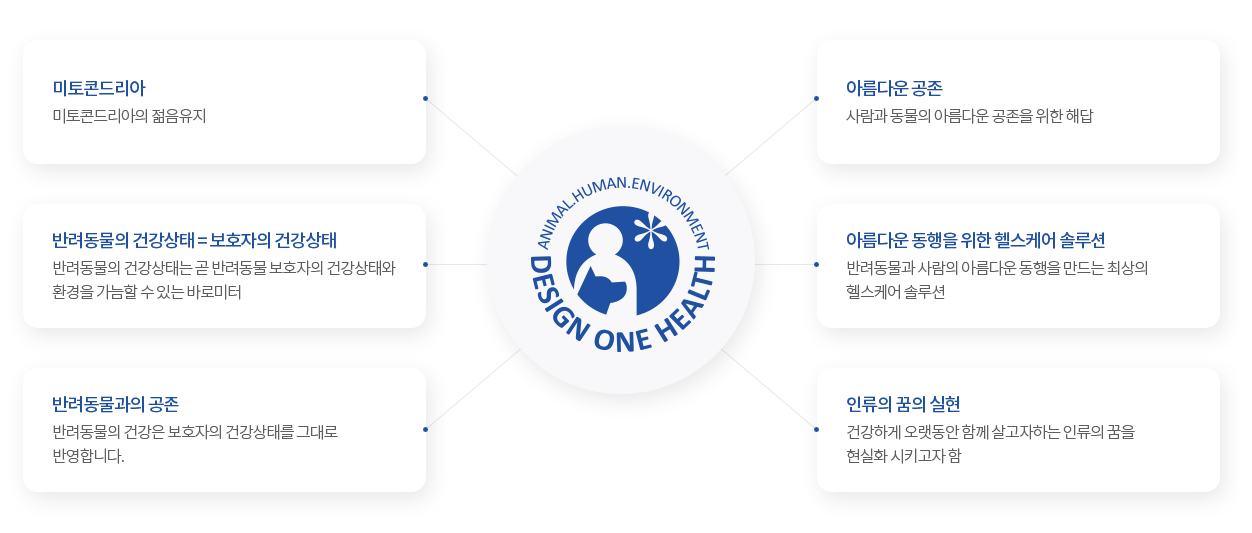 미토콘드리아
미토콘드리아의 젊음유지
반려동물의 건강상태 = 보호자의 건강상태
반려동물의 건강상태는 곧 반려동물 보호자의 건강상태와
환경을 가늠할 수 있는 바로미터
반려동물과의 공존
반려동물의 건강은 보호자의 건강상태를 그대로
반영합니다.
ANIMAL.HUMAN.ENVIRONMENT
DESIGN ONE HEALTH
아름다운 공존
사람과 동물의 아름다운 공존을 위한 해답
아름다운 동행을 위한 헬스케어 솔루션
반려동물과 사람의 아름다운 동행을 만드는 최상의
헬스케어 솔루션
인류의 꿈의 실현
건강하게 오랫동안 함께 살고자하는 인류의 꿈을
현실화 시키고자 함